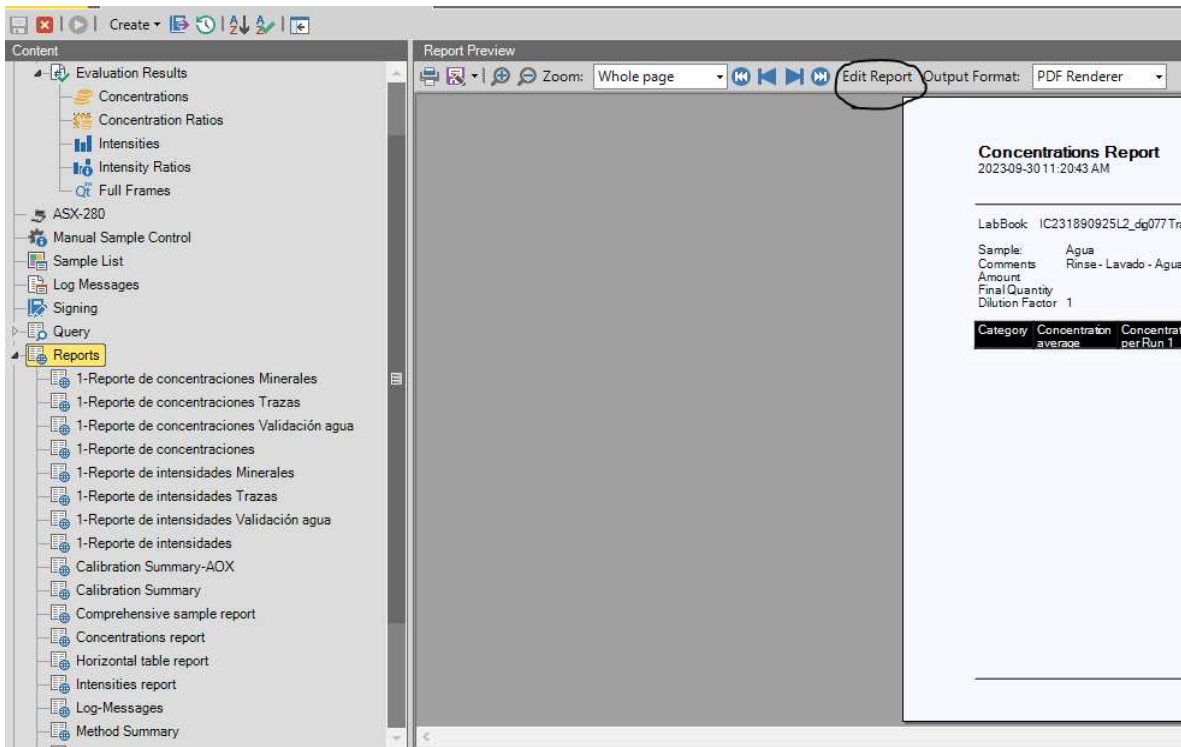 Create
Content
Evaluation Results
Concentrations
Concentration Ratios
Intensities
Intensity Ratios
Full Frames
ASX-280
Manual Sample Control
Sample List
Log Messages
Signing
Query
Reports
1-Reporte de concentraciones Minerales
1-Reporte de concentraciones Trazas
1-Reporte de concentraciones Validación agua
1-Reporte de concentraciones
1-Reporte de intensidades Minerales
1-Reporte de intensidades Trazas
1-Reporte de intensidades Validación agua
1-Reporte de intensidades
Calibration Summary-AOX
Calibration Summary
Comprehensive sample report
Concentrations report
Horizontal table report
Intensities report
Log-Messages
Method Summary
Report Preview
Zoom: Whole page Edit Report Output Format: PDF Renderer
Concentrations Report
2023-09-30 11:20:43 AM
LabBook: IC231890925L2_dg077 Tra
Sample: Agua
Comments Rinse - Lavado - Agua
Amount
Final Quantity
Dilution Factor 1
Category Concentration Concentrat
average per Run 1